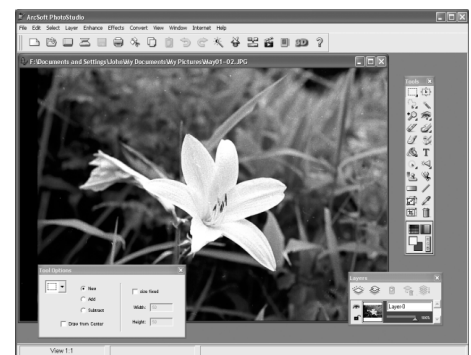 ArcSoft PhotoStudio
File Edit Select Layer Enhance Effects Convert View Window Internet Help
F:\Documents and Settings\John\My Documents\My Pictures\May01-02.JPG
Tools
Tool Options
New
Add
Subtract
Draw from Center
Size fixed
Width:
Height:
Layers
Layer0
View 1:1